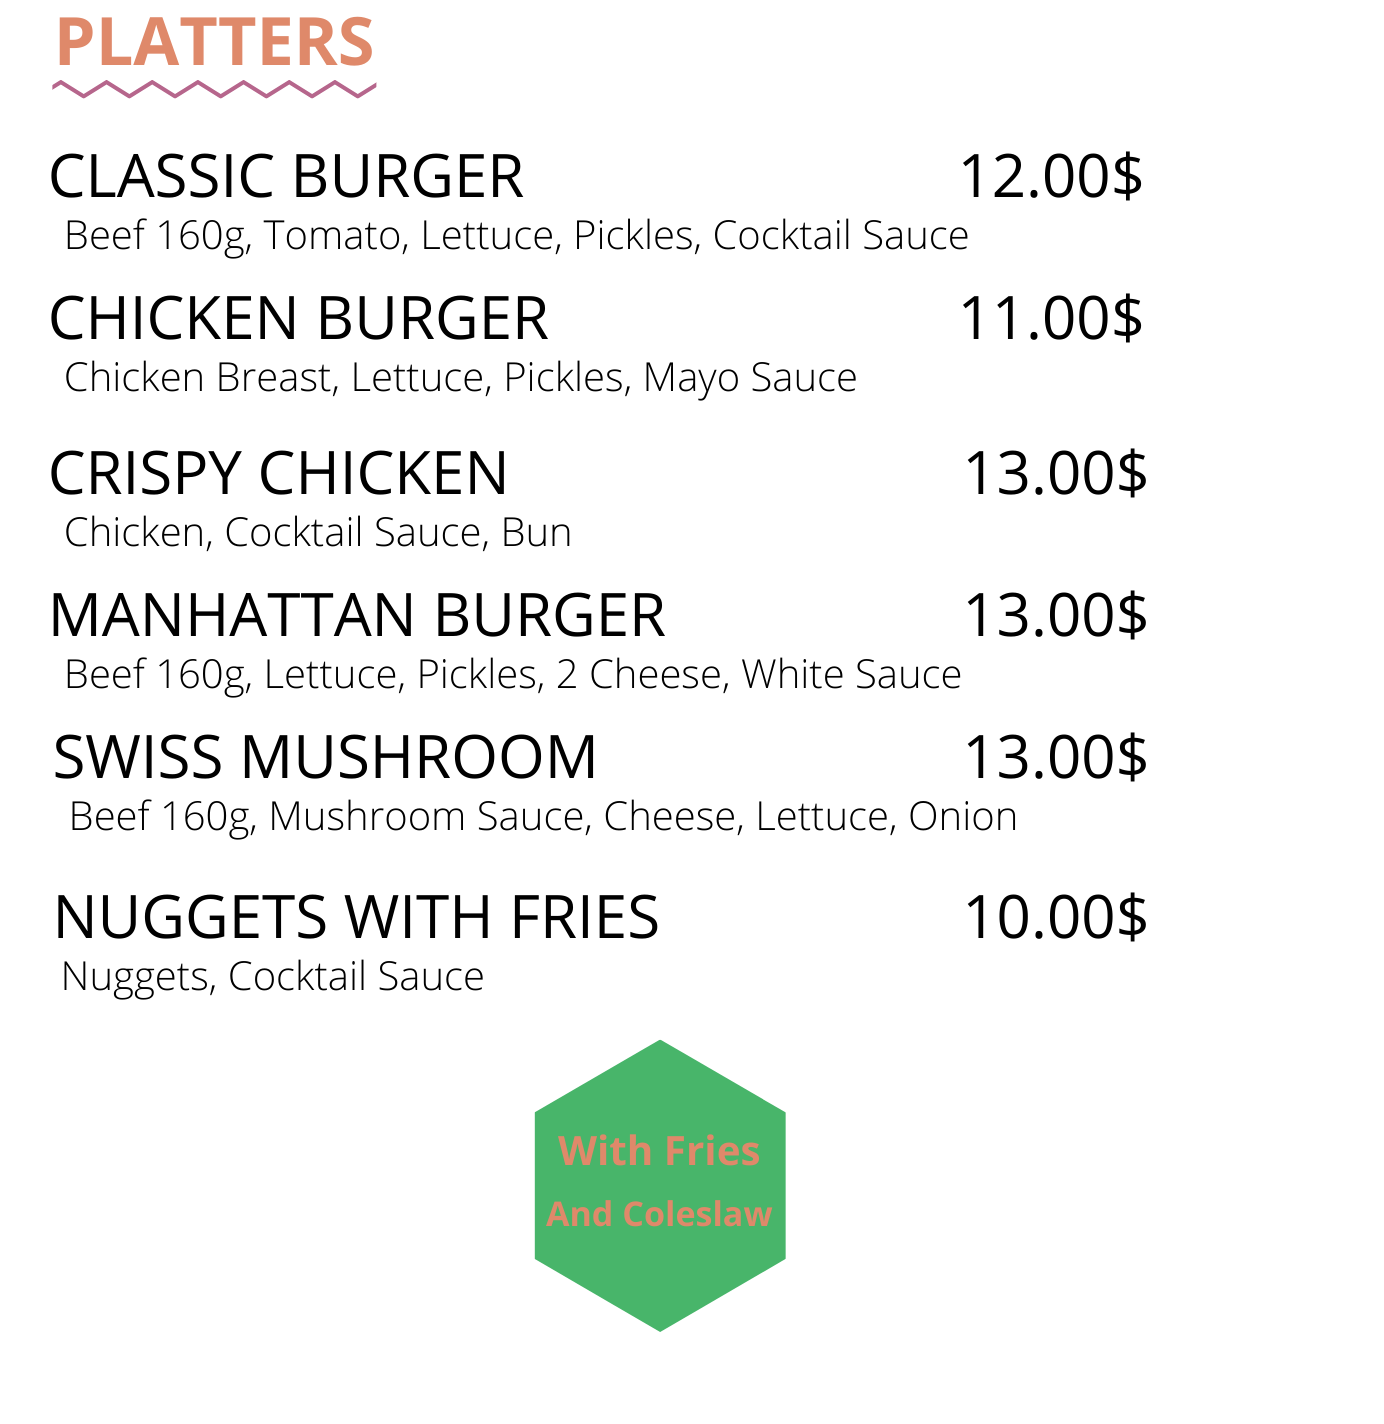 PLATTERS
CLASSIC BURGER 12.00$
Beef 160g, Tomato, Lettuce, Pickles, Cocktail Sauce
CHICKEN BURGER 11.00$
Chicken Breast, Lettuce, Pickles, Mayo Sauce
CRISPY CHICKEN 13.00$
Chicken, Cocktail Sauce, Bun
MANHATTAN BURGER 13.00$
Beef 160g, Lettuce, Pickles, 2 Cheese, White Sauce
SWISS MUSHROOM 13.00$
Beef 160g, Mushroom Sauce, Cheese, Lettuce, Onion
NUGGETS WITH FRIES 10.00$
Nuggets, Cocktail Sauce
With Fries
And Coleslaw